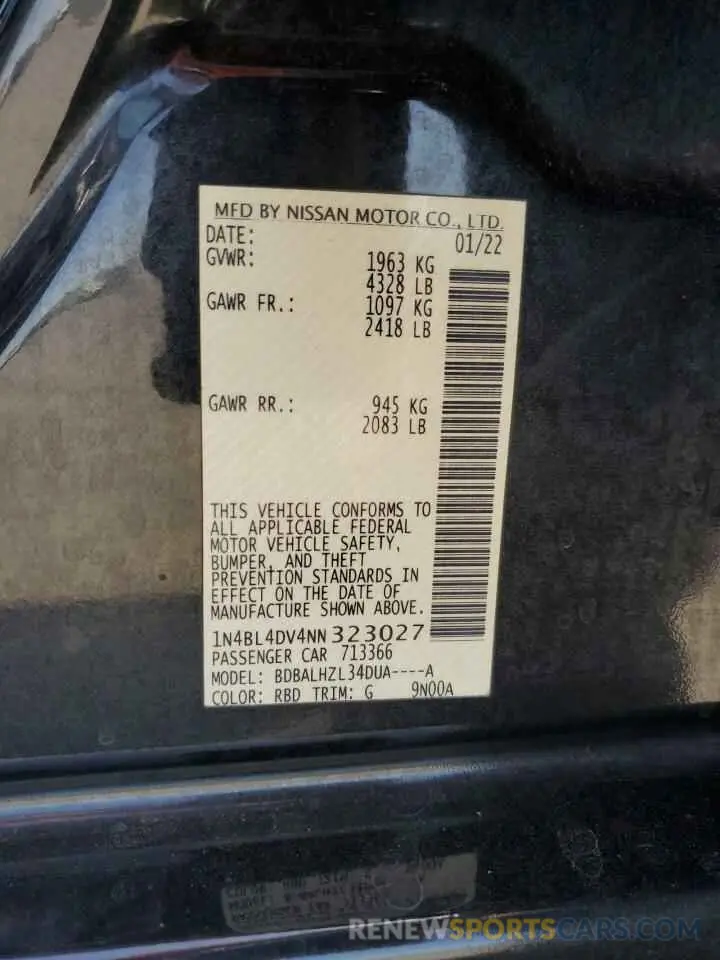 MFD BY NISSAN MOTOR CO., LTD.
DATE: 01/22
GVWR: 1963 KG
4328 LB
GAWR FR.: 1097 KG
2418 LB
GAWR RR.: 945 KG
2083 LB
THIS VEHICLE CONFORMS TO
ALL APPLICABLE FEDERAL
MOTOR VEHICLE SAFETY,
BUMPER, AND THEFT
PREVENTION STANDARDS IN
EFFECT ON THE DATE OF
MANUFACTURE SHOWN ABOVE.
1N4BL4DV4NN323027
PASSENGER CAR 713366
MODEL: BDBALHZL34DUA----A
COLOR: RBD TRIM: G 9N00A
RENEWSPORTSCARS.COM